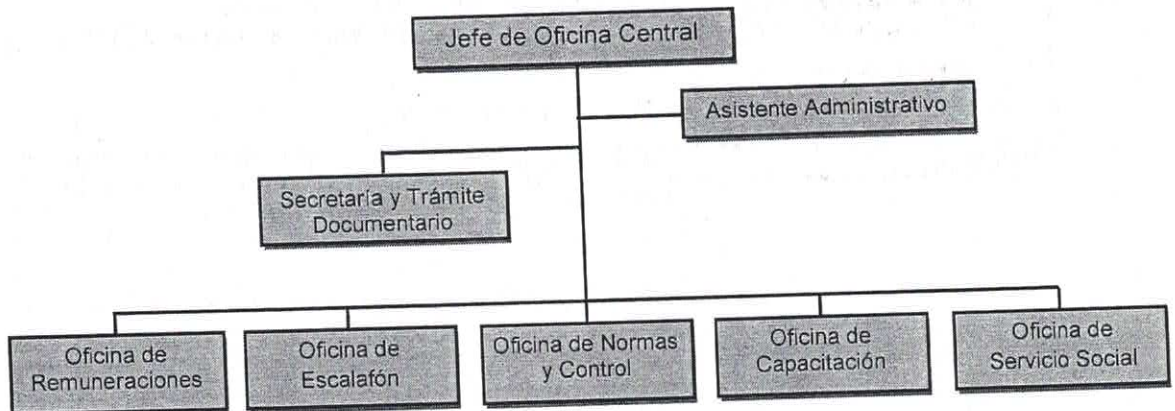 Jefe de Oficina Central
Asistente Administrativo
Secretaría y Trámite
Documentario
Oficina de
Remuneraciones
Oficina de
Escalafón
Oficina de Normas
y Control
Oficina de
Capacitación
Oficina de
Servicio Social